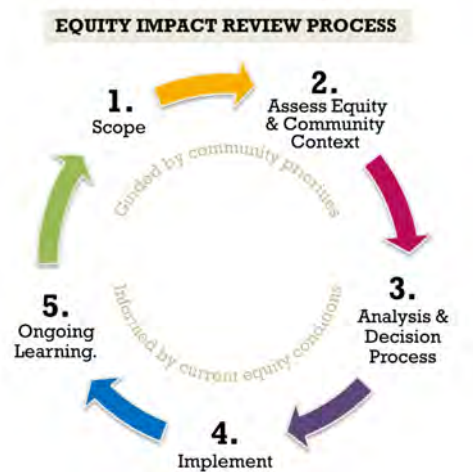 EQUITY IMPACT REVIEW PROCESS
1.
Scope
2.
Assess Equity
& Community
Context
Guided by community priorities
3.
Analysis &
Decision
Process
Informed by current equity conditions
4.
Implement
5.
Ongoing
Learning.